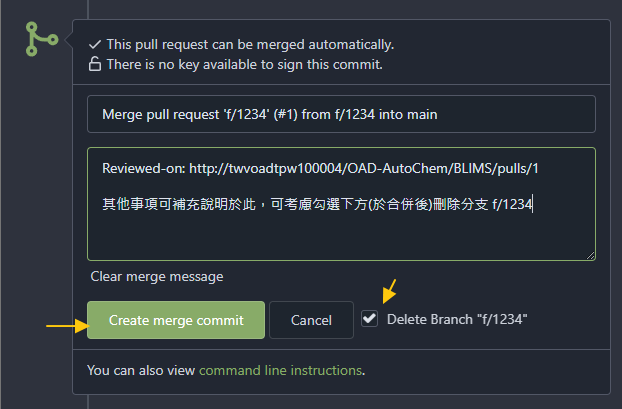 This pull request can be merged automatically.
There is no key available to sign this commit.
Merge pull request 'f/1234' (#1) from f/1234 into main
Reviewed-on: http://twvoadtpw100004/OAD-AutoChem/BLIMS/pulls/1
其他事項可補充說明於此，可考慮勾選下方(於合併後)刪除分支 f/1234
Clear merge message
Create merge commit Cancel Delete Branch "f/1234"
You can also view command line instructions.